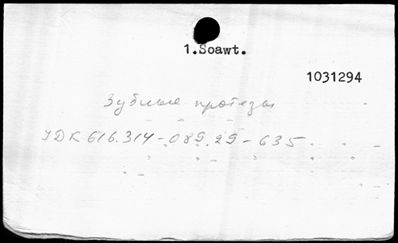 1.Soawt.
1031294
Зубные протезы
УДК 616.314-089.29-635